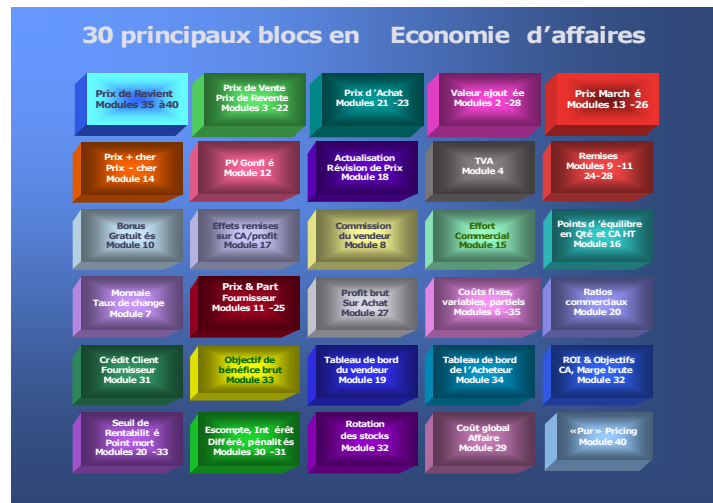 30 principaux blocs en Economie d'affaires
Prix de Revient
Modules 35 à 40
Prix de Vente
Prix de Revente
Modules 3 -22
Prix d'Achat
Modules 21 -23
Valeur ajout ée
Modules 2 -28
Prix March é
Modules 13 -26
Prix + cher
Prix – cher
Module 14
PV Gonfl é
Module 12
Actualisation
Révision de Prix
Module 18
TVA
Module 4
Remises
Modules 9 -11
24-28
Bonus
Gratuit és
Module 10
Effets remises
sur CA/profit
Module 17
Commission
du vendeur
Module 8
Effort
Commercial
Module 15
Points d 'équilibre
en Qté et CA HT
Module 16
Monnaie
Taux de change
Module 7
Prix & Part
Fournisseur
Modules 11 -25
Profit brut
Sur Achat
Module 27
Coûts fixes,
variables, partiels
Modules 6 -35
Ratios
commerciaux
Module 20
Crédit Client
Fournisseur
Module 31
Objectif de
bénéfice brut
Module 33
Tableau de bord
du vendeur
Module 19
Tableau de bord
de l'Acheteur
Module 34
ROI & Objectifs
CA, Marge brute
Module 32
Seuil de
Rentabilit é
Point mort
Modules 20 -33
Escompte, Int érêt
Différé, pénalités
Modules 30 -31
Rotation
des stocks
Module 32
Coût global
Affaire
Module 29
«Pur» Pricing
Module 40